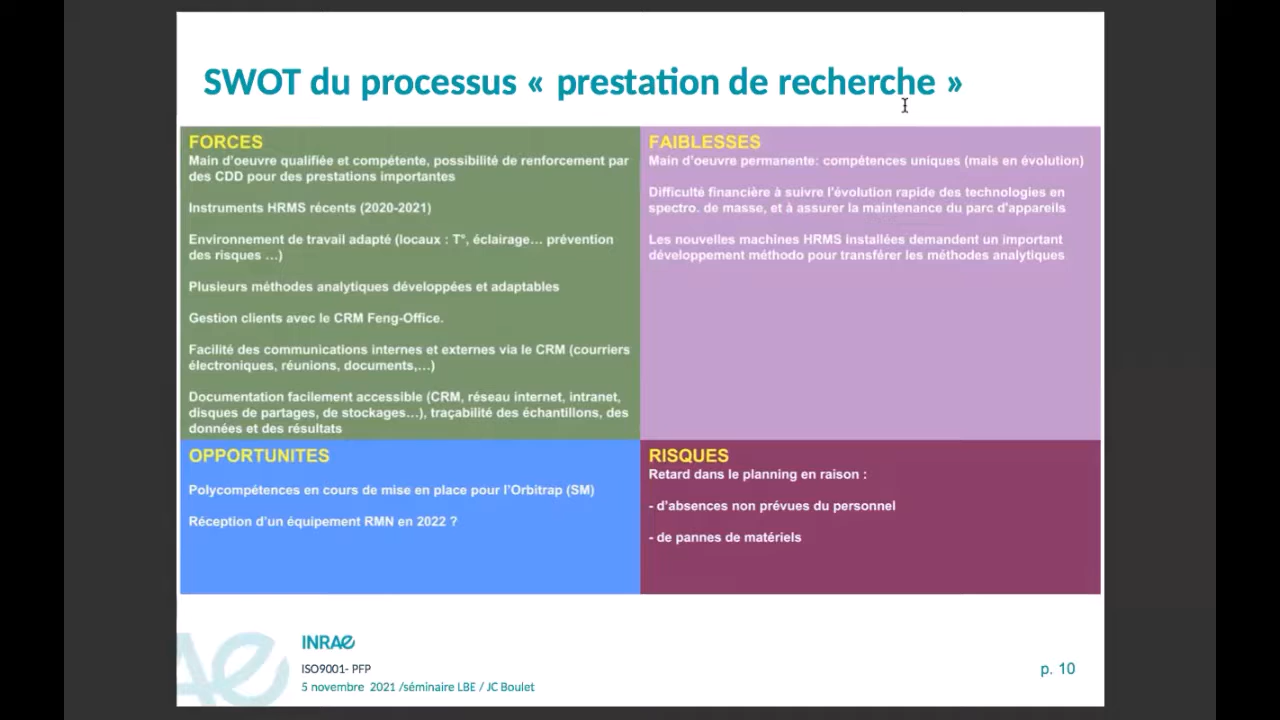 SWOT du processus « prestation de recherche »
FORCES
Main d'oeuvre qualifiée et compétente, possibilité de renforcement par
des CDD pour des prestations importantes
Instruments HRMS récents (2020-2021)
Environnement de travail adapté (locaux : T°, éclairage... prévention
des risques ...)
Plusieurs méthodes analytiques développées et adaptables
Gestion clients avec le CRM Feng-Office.
Facilité des communications internes et externes via le CRM (courriers
électroniques, réunions, documents,...)
Documentation facilement accessible (CRM, réseau internet, intranet,
disques de partages, de stockages...), traçabilité des échantillons, des
données et des résultats
FAIBLESSES
Main d'oeuvre permanente: compétences uniques (mais en évolution)
Difficulté financière à suivre l'évolution rapide des technologies en
spectro. de masse, et à assurer la maintenance du parc d'appareils
Les nouvelles machines HRMS installées demandent un important
développement méthodo pour transférer les méthodes analytiques
OPPORTUNITES
Polycompétences en cours de mise en place pour l'Orbitrap (SM)
Réception d'un équipement RMN en 2022 ?
RISQUES
Retard dans le planning en raison :
- d'absences non prévues du personnel
- de pannes de matériels
INRAE
ISO9001- PFP
5 novembre 2021 /séminaire LBE / JC Boulet
p. 10